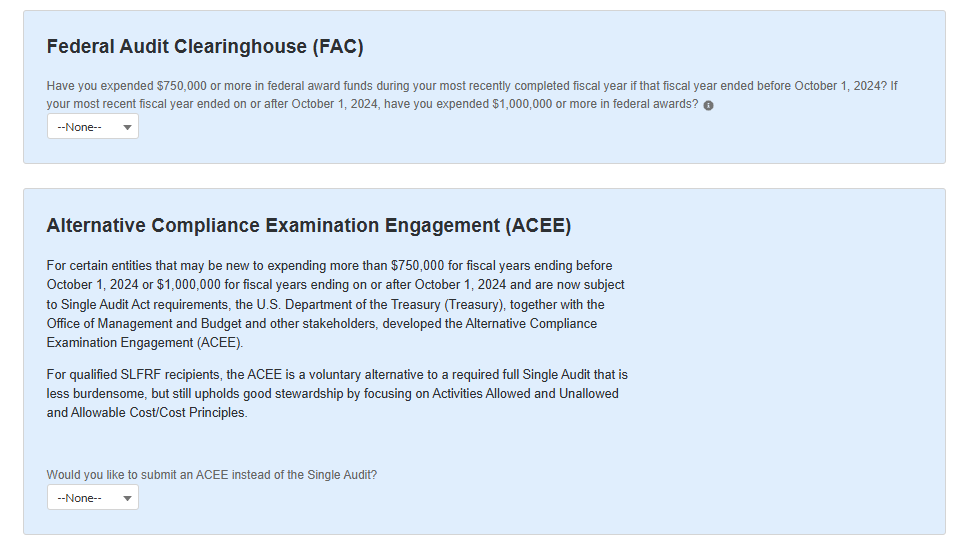 Federal Audit Clearinghouse (FAC)
Have you expended $750,000 or more in federal award funds during your most recently completed fiscal year if that fiscal year ended before October 1, 2024? If
your most recent fiscal year ended on or after October 1, 2024, have you expended $1,000,000 or more in federal awards?
--None--
Alternative Compliance Examination Engagement (ACEE)
For certain entities that may be new to expending more than $750,000 for fiscal years ending before
October 1, 2024 or $1,000,000 for fiscal years ending on or after October 1, 2024 and are now subject
to Single Audit Act requirements, the U.S. Department of the Treasury (Treasury), together with the
Office of Management and Budget and other stakeholders, developed the Alternative Compliance
Examination Engagement (ACEE).
For qualified SLFRF recipients, the ACEE is a voluntary alternative to a required full Single Audit that is
less burdensome, but still upholds good stewardship by focusing on Activities Allowed and Unallowed
and Allowable Cost/Cost Principles.
Would you like to submit an ACEE instead of the Single Audit?
--None--